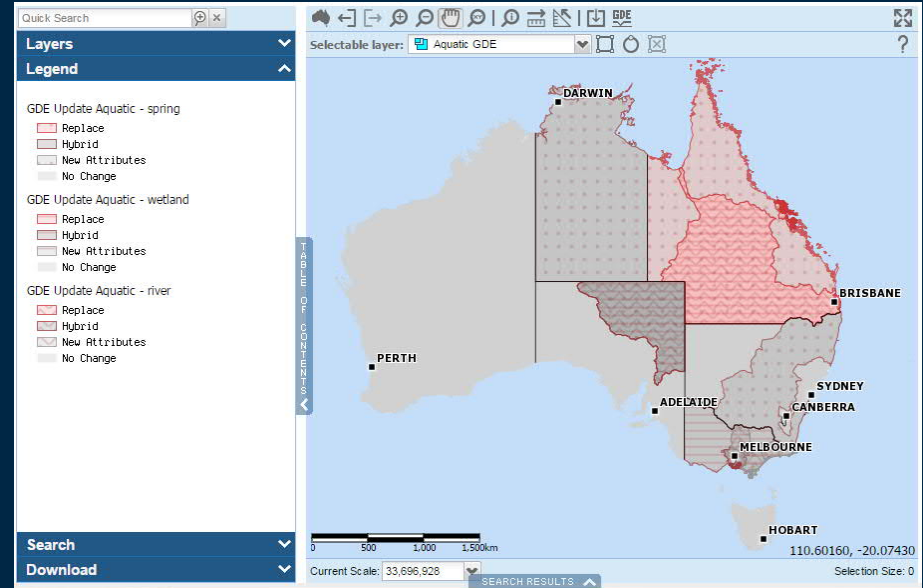 Quick Search
Layers
Legend
GDE Update Aquatic - spring
Replace
Hybrid
New Attributes
No Change
GDE Update Aquatic - wetland
Replace
Hybrid
New Attributes
No Change
GDE Update Aquatic - river
Replace
Hybrid
New Attributes
No Change
Search
Download
TABLE OF CONTENTS
GDE
Selectable layer: Aquatic GDE
?
DARWIN
BRISBANE
PERTH
SYDNEY
ADELAIDE
CANBERRA
MELBOURNE
HOBART
0 500 1,000 1,500km
110.60160, -20.07430
Current Scale: 33,696,928
SEARCH RESULTS
Selection Size: 0